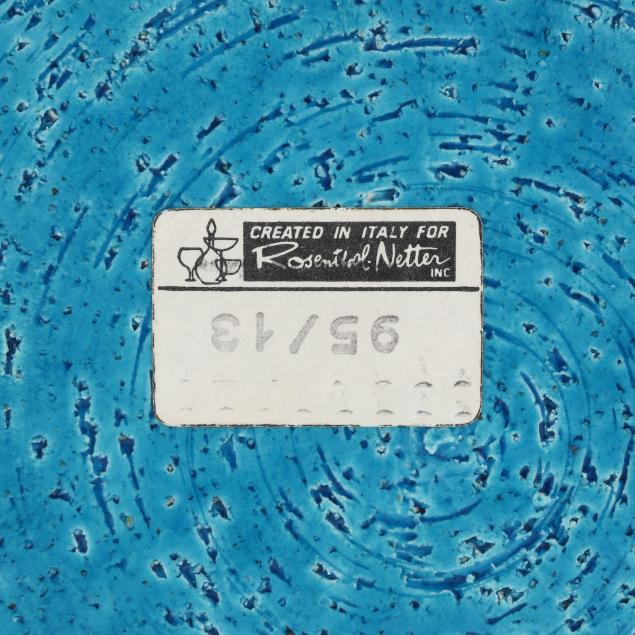 CREATED IN ITALY FOR
Rosenthal-Netter
INC
95/13